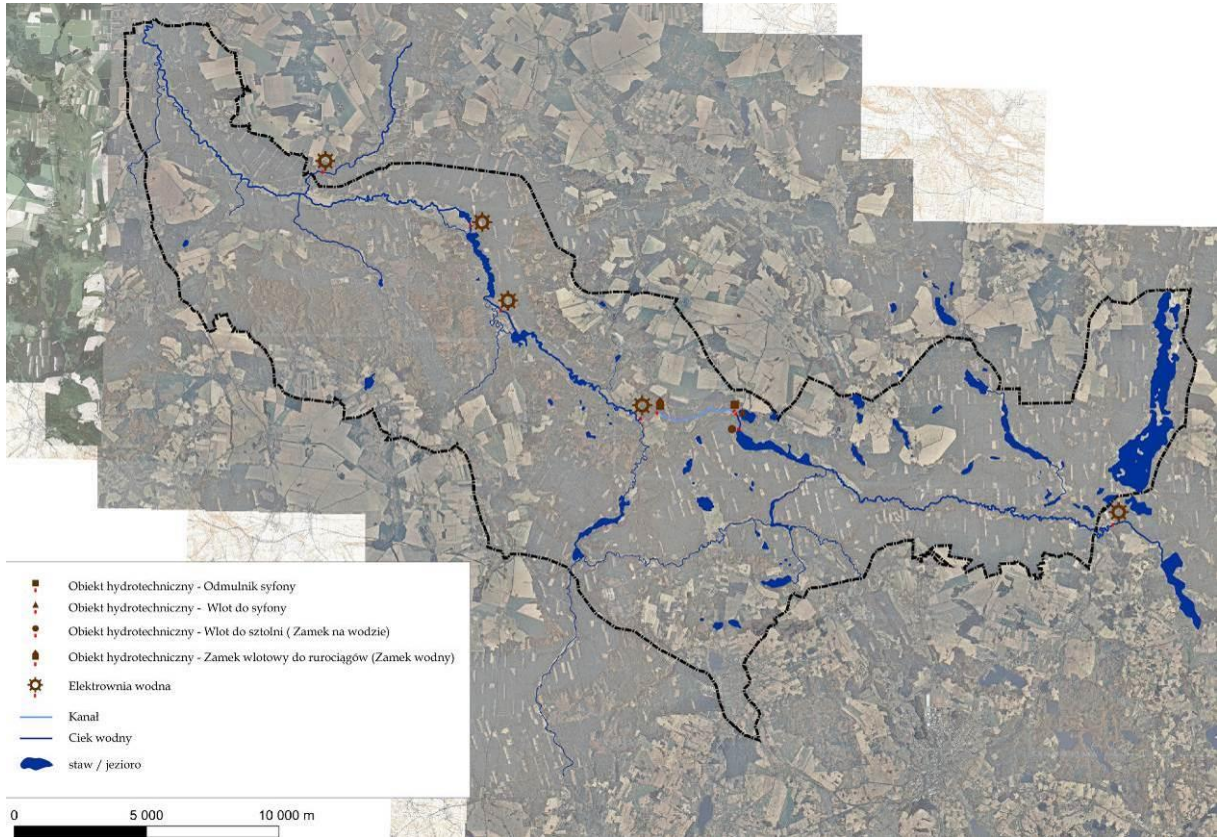 Obiekt hydrotechniczny - Odmulnik syfony
Obiekt hydrotechniczny - Wlot do syfony
Obiekt hydrotechniczny - Wlot do sztolni ( Zamek na wodzie)
Obiekt hydrotechniczny - Zamek wlotowy do rurociągów (Zamek wodny)
Elektrownia wodna
Kanał
Ciek wodny
staw / jezioro
0 5 000 10 000 m